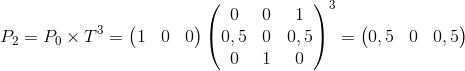 P_2 = P_0 × T^3 = (1 0 0) (0 0 1; 0,5 0 0,5; 0 1 0)^3 = (0,5 0 0,5)